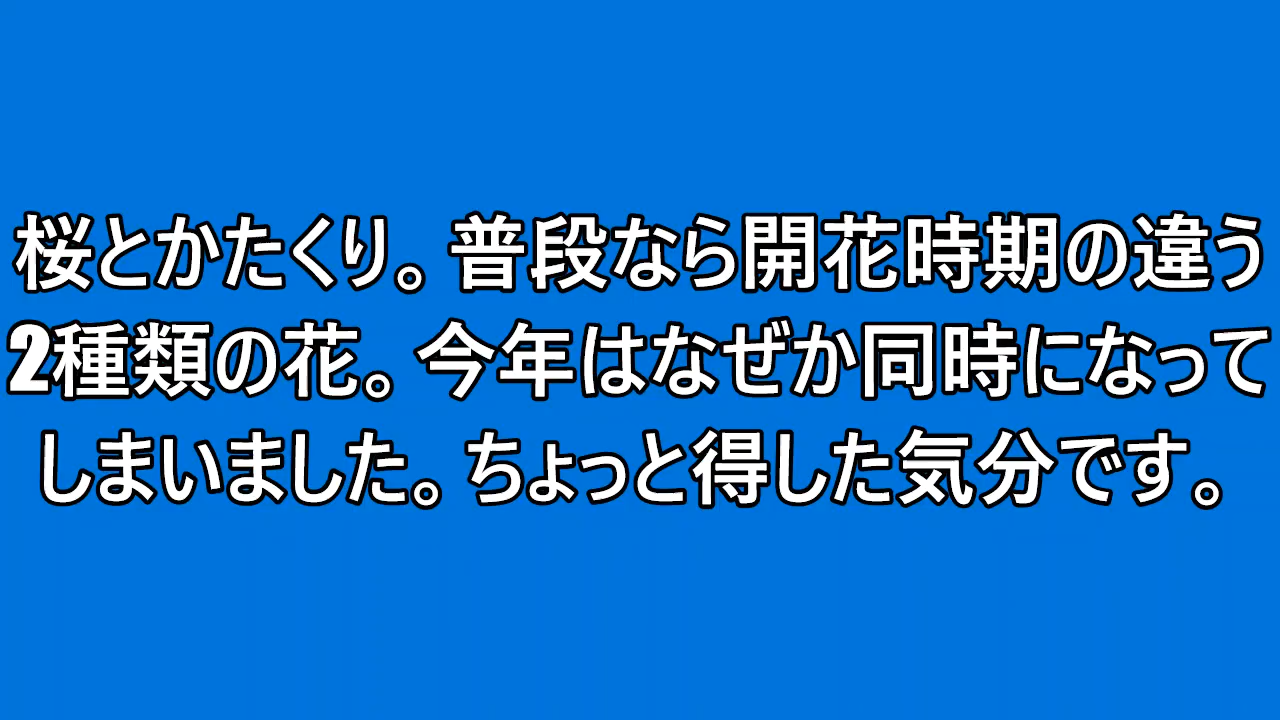 桜とかたくり。普段なら開花時期の違う
2種類の花。今年はなぜか同時になって
しまいました。ちょっと得した気分です。